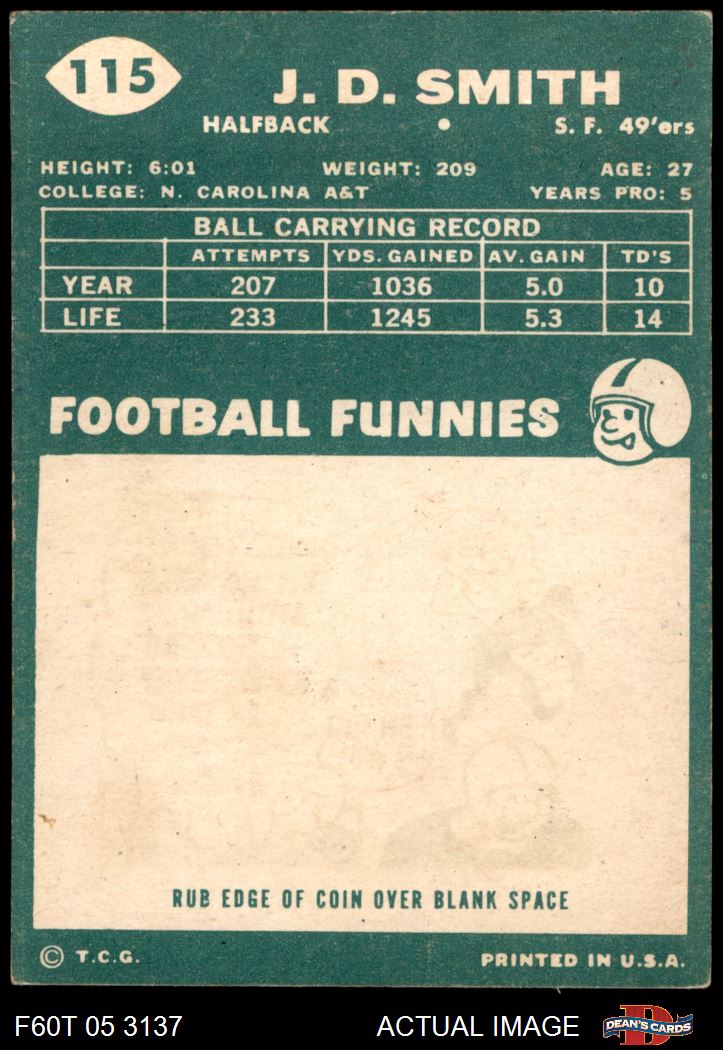 115
J. D. SMITH
HALFBACK • S. F. 49'ers
HEIGHT: 6:01 WEIGHT: 209 AGE: 27
COLLEGE: N. CAROLINA A&T YEARS PRO: 5
BALL CARRYING RECORD
ATTEMPTS YDS. GAINED AV. GAIN TD'S
YEAR 207 1036 5.0 10
LIFE 233 1245 5.3 14
FOOTBALL FUNNIES
RUB EDGE OF COIN OVER BLANK SPACE
© T.C.G. PRINTED IN U.S.A.
F60T 05 3137 ACTUAL IMAGE D DEAN'S CARDS